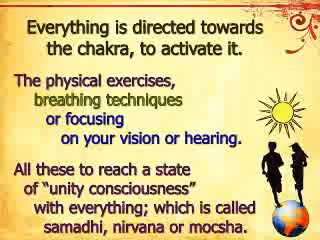 Everything is directed towards
the chakra, to activate it.
The physical exercises,
breathing techniques
or focusing
on your vision or hearing.
All these to reach a state
of “unity consciousness”
with everything; which is called
samadhi, nirvana or mocsha.